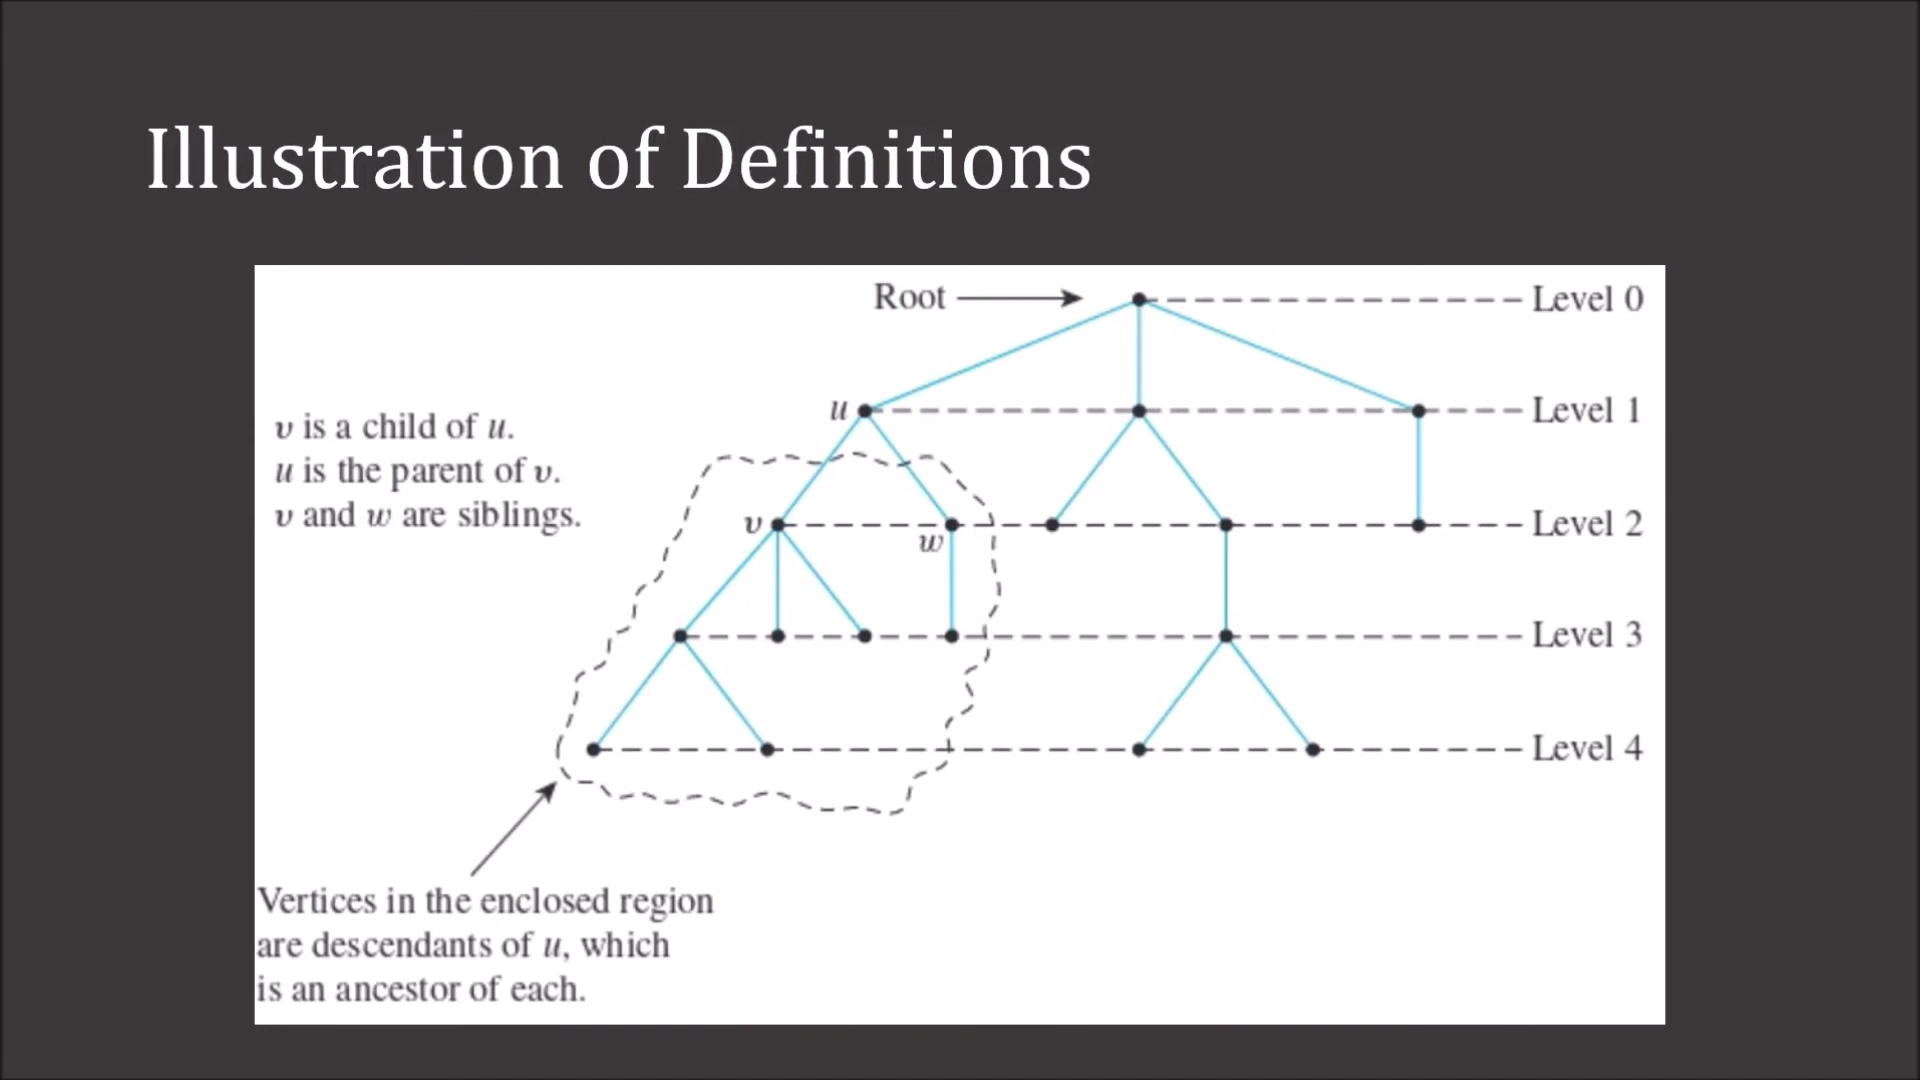 Illustration of Definitions
Root
Level 0
u
Level 1
v is a child of u.
u is the parent of v.
v and w are siblings.
v
w
Level 2
Level 3
Level 4
Vertices in the enclosed region
are descendants of u, which
is an ancestor of each.